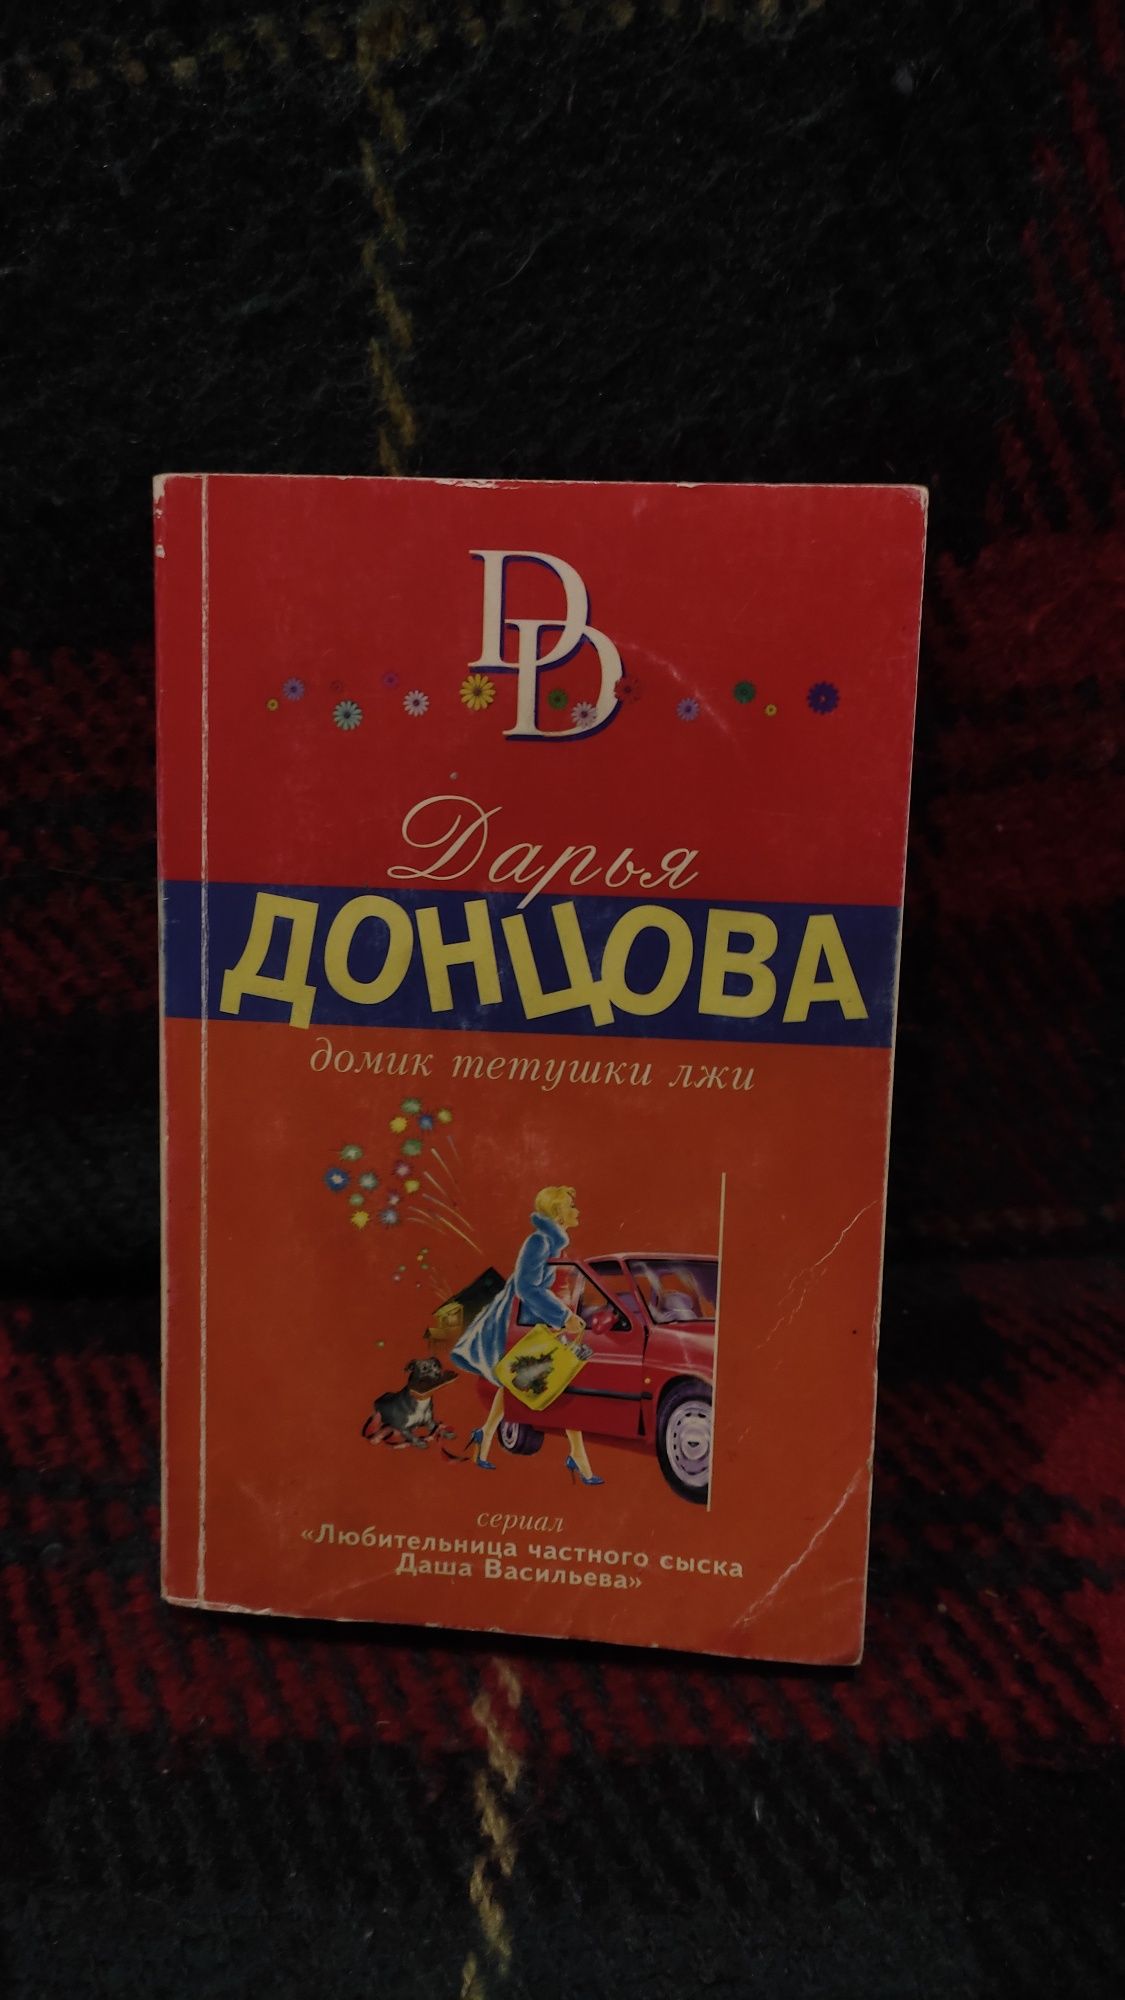 DD
Дарья
ДОНЦОВА
домик тетушки лжи
сериал
«Любительница частного сыска
Даша Васильева»